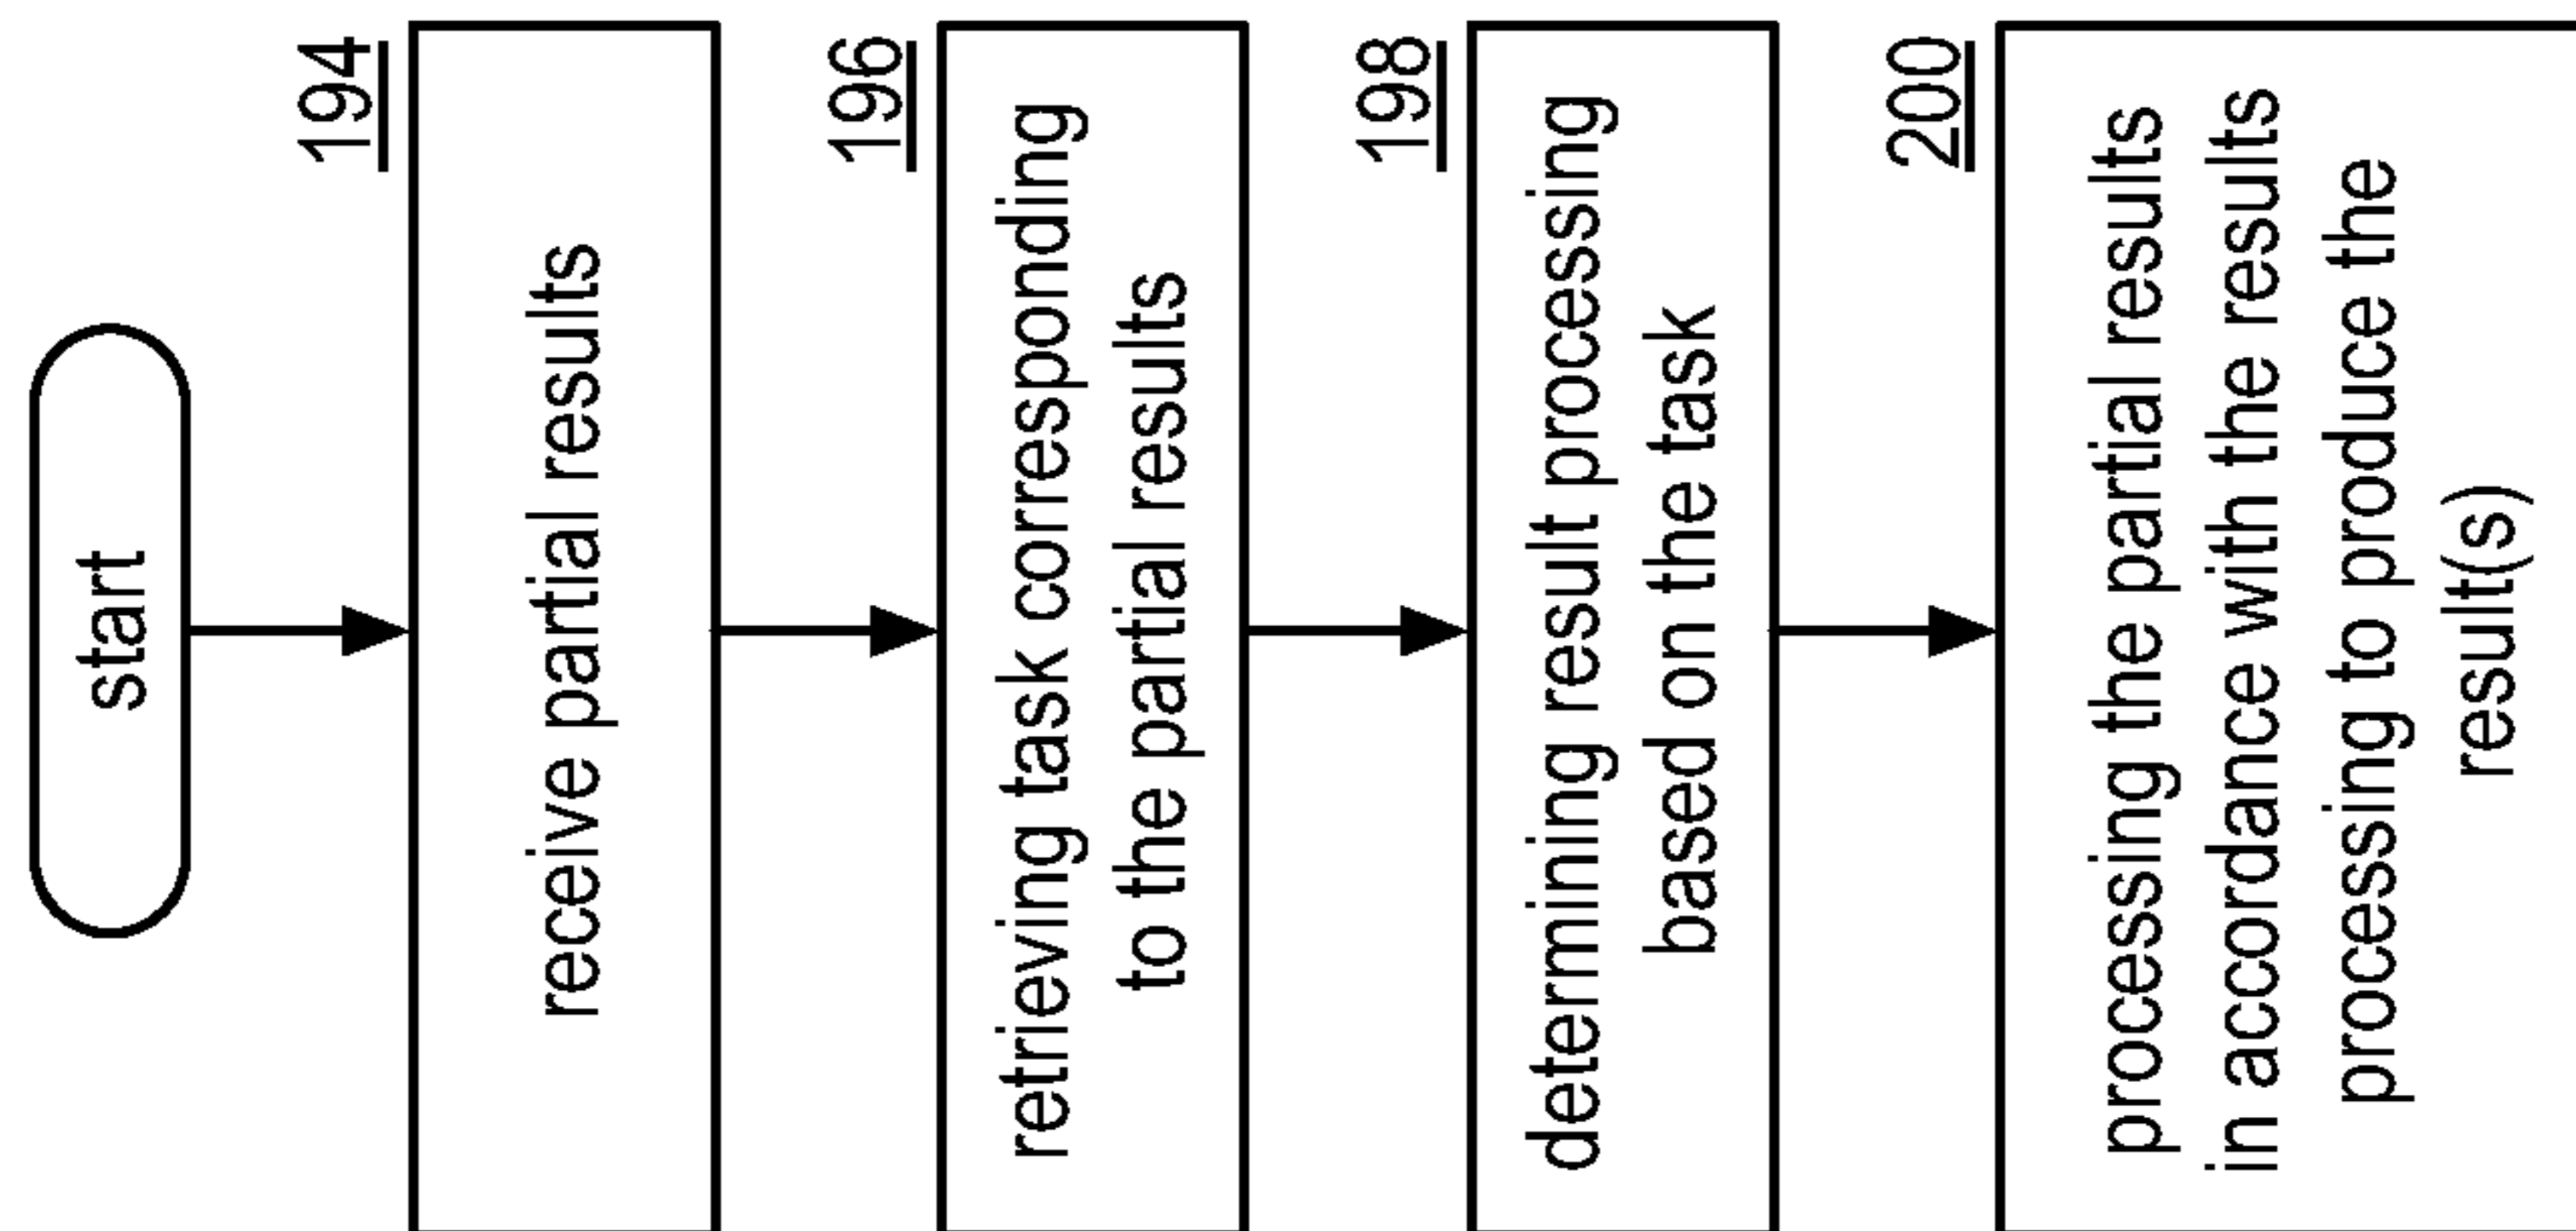 start
194
receive partial results
196
retrieving task corresponding
to the partial results
198
determining result processing
based on the task
200
processing the partial results
in accordance with the results
processing to produce the
result(s)